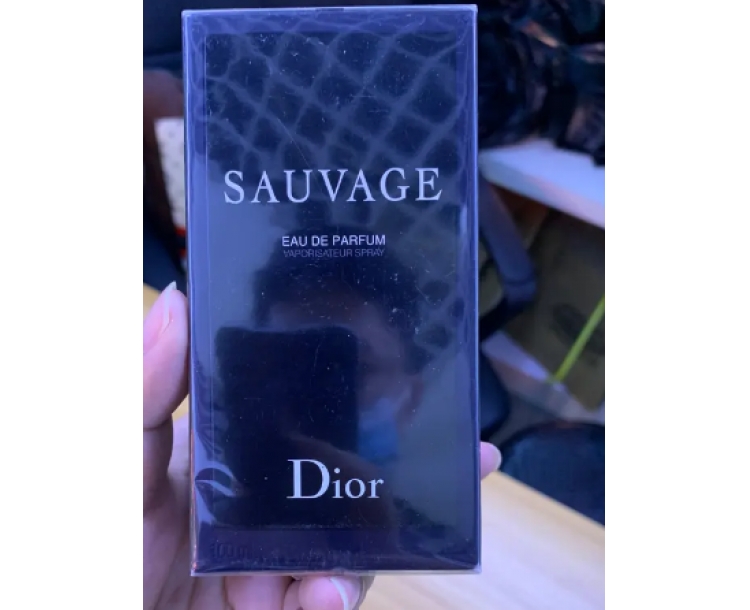 SAUVAGE
EAU DE PARFUM
VAPORISATEUR SPRAY
Dior